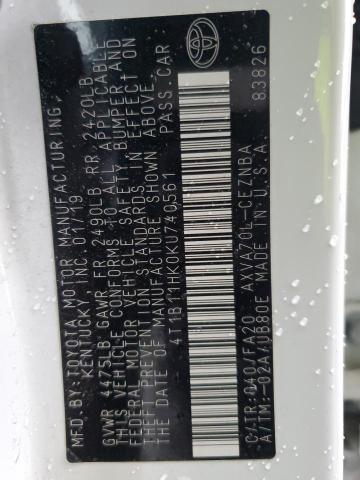 MFD. BY: TOYOTA MOTOR MANUFACTURING
KENTUCKY, INC. 01/19
GVWR 4475LB GAWR FR 2490LB RR 2420LB
THIS VEHICLE CONFORMS TO ALL APPLICABLE
FEDERAL MOTOR VEHICLE SAFETY, BUMPER AND
THEFT PREVENTION STANDARDS IN EFFECT ON
THE DATE OF MANUFACTURE SHOWN ABOVE.
4T1B11HK0KU740561 PASS. CAR
C/TR: 040/FA20 AXVA70L-CEZNBA
A/TM: -02A/UB80E MADE IN U.S.A.
83826